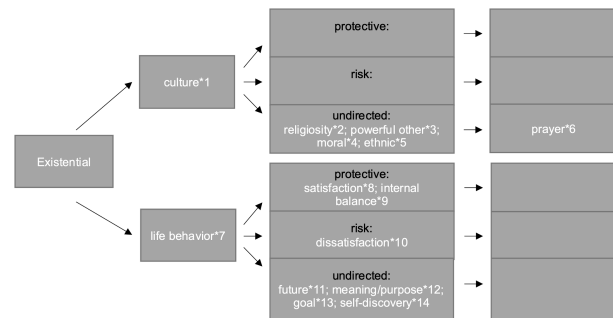 protective:
culture*1
risk:
undirected:
religiosity*2; powerful other*3;
moral*4; ethnic*5
prayer*6
Existential
protective:
satisfaction*8; internal
balance*9
life behavior*7
risk:
dissatisfaction*10
undirected:
future*11; meaning/purpose*12;
goal*13; self-discovery*14